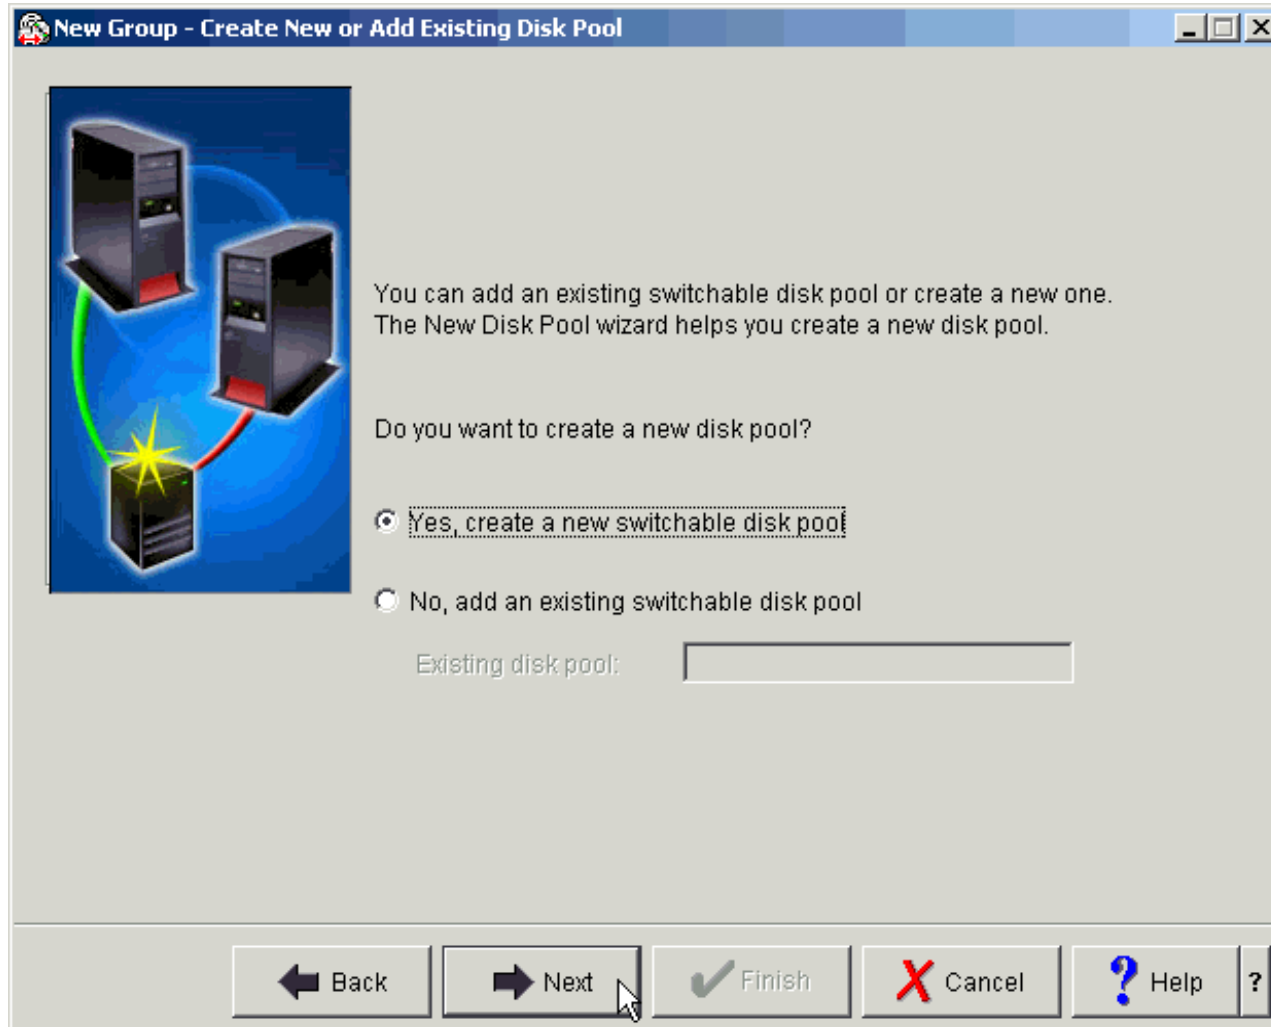 New Group - Create New or Add Existing Disk Pool
You can add an existing switchable disk pool or create a new one.
The New Disk Pool wizard helps you create a new disk pool.
Do you want to create a new disk pool?
Yes, create a new switchable disk pool
No, add an existing switchable disk pool
Existing disk pool:
Back Next Finish Cancel ? Help ?